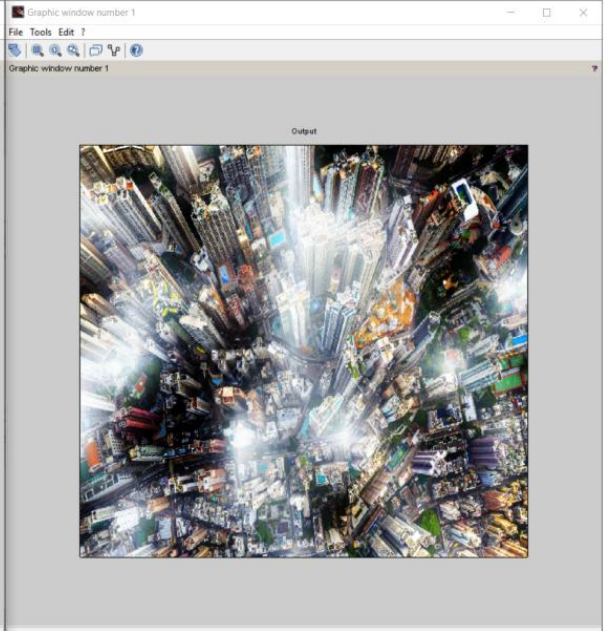 Graphic window number 1
File Tools Edit ?
Graphic window number 1
?
Output